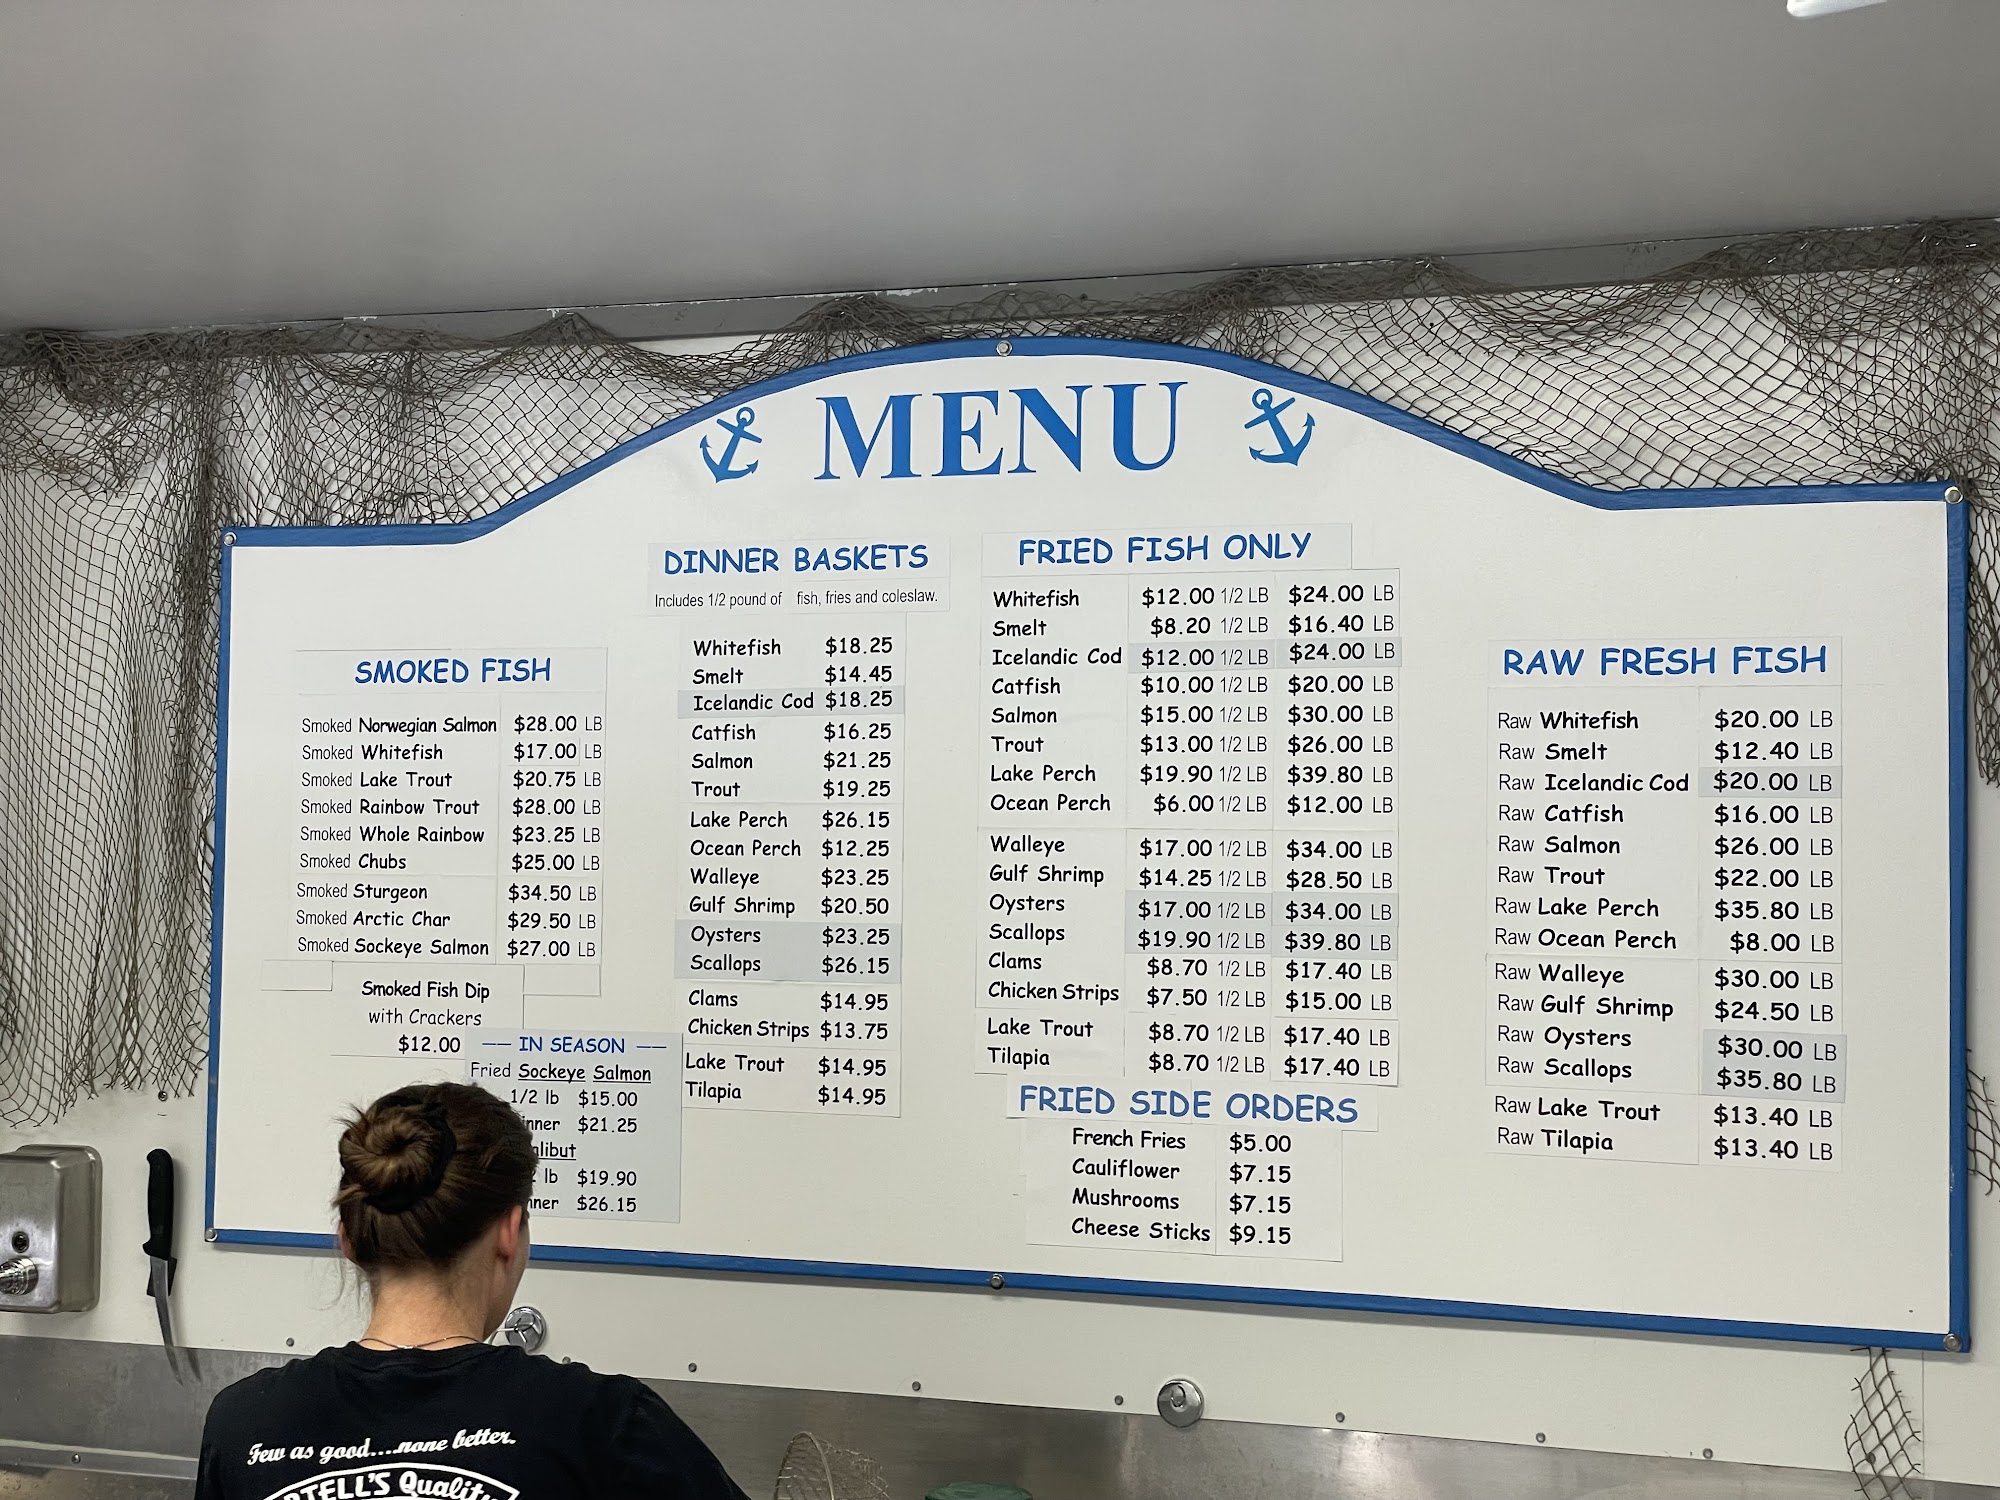 MENU
SMOKED FISH
Smoked Norwegian Salmon $28.00 LB
Smoked Whitefish $17.00 LB
Smoked Lake Trout $20.75 LB
Smoked Rainbow Trout $28.00 LB
Smoked Whole Rainbow $23.25 LB
Smoked Chubs $25.00 LB
Smoked Sturgeon $34.50 LB
Smoked Arctic Char $29.50 LB
Smoked Sockeye Salmon $27.00 LB
Smoked Fish Dip
with Crackers
$12.00
— IN SEASON —
Fried Sockeye Salmon
1/2 lb $15.00
$21.25
lb $19.90
$26.15
DINNER BASKETS
Includes 1/2 pound of fish, fries and coleslaw.
Whitefish $18.25
Smelt $14.45
Icelandic Cod $18.25
Catfish $16.25
Salmon $21.25
Trout $19.25
Lake Perch $26.15
Ocean Perch $12.25
Walleye $23.25
Gulf Shrimp $20.50
Oysters $23.25
Scallops $26.15
Clams $14.95
Chicken Strips $13.75
Lake Trout $14.95
Tilapia $14.95
FRIED FISH ONLY
Whitefish $12.00 1/2 LB $24.00 LB
Smelt $8.20 1/2 LB $16.40 LB
Icelandic Cod $12.00 1/2 LB $24.00 LB
Catfish $10.00 1/2 LB $20.00 LB
Salmon $15.00 1/2 LB $30.00 LB
Trout $13.00 1/2 LB $26.00 LB
Lake Perch $19.90 1/2 LB $39.80 LB
Ocean Perch $6.00 1/2 LB $12.00 LB
Walleye $17.00 1/2 LB $34.00 LB
Gulf Shrimp $14.25 1/2 LB $28.50 LB
Oysters $17.00 1/2 LB $34.00 LB
Scallops $19.90 1/2 LB $39.80 LB
Clams $8.70 1/2 LB $17.40 LB
Chicken Strips $7.50 1/2 LB $15.00 LB
Lake Trout $8.70 1/2 LB $17.40 LB
Tilapia $8.70 1/2 LB $17.40 LB
FRIED SIDE ORDERS
French Fries $5.00
Cauliflower $7.15
Mushrooms $7.15
Cheese Sticks $9.15
RAW FRESH FISH
Raw Whitefish $20.00 LB
Raw Smelt $12.40 LB
Raw Icelandic Cod $20.00 LB
Raw Catfish $16.00 LB
Raw Salmon $26.00 LB
Raw Trout $22.00 LB
Raw Lake Perch $35.80 LB
Raw Ocean Perch $8.00 LB
Raw Walleye $30.00 LB
Raw Gulf Shrimp $24.50 LB
Raw Oysters $30.00 LB
Raw Scallops $35.80 LB
Raw Lake Trout $13.40 LB
Raw Tilapia $13.40 LB
Few as good....none better.
Quality